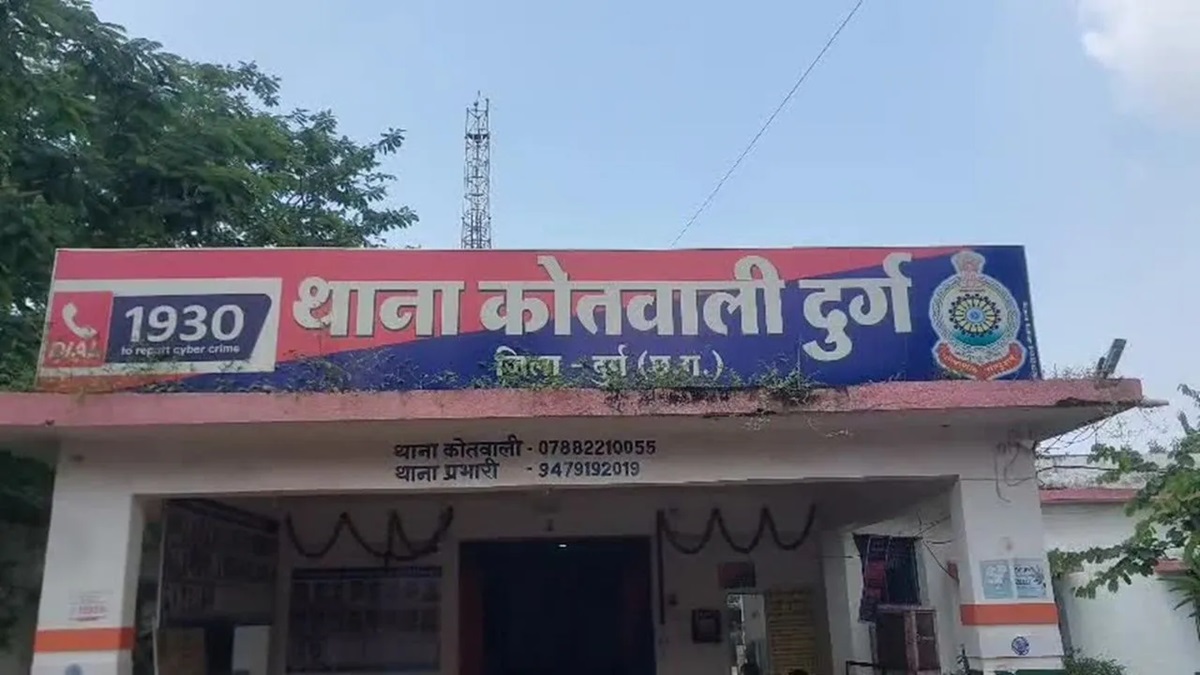 थाना कोतवाली दुर्ग
जिला - दुर्ग (छ.ग.)
DIAL
1930
to report cyber crime
थाना कोतवाली - 07882210055
थाना प्रभारी - 9479192019